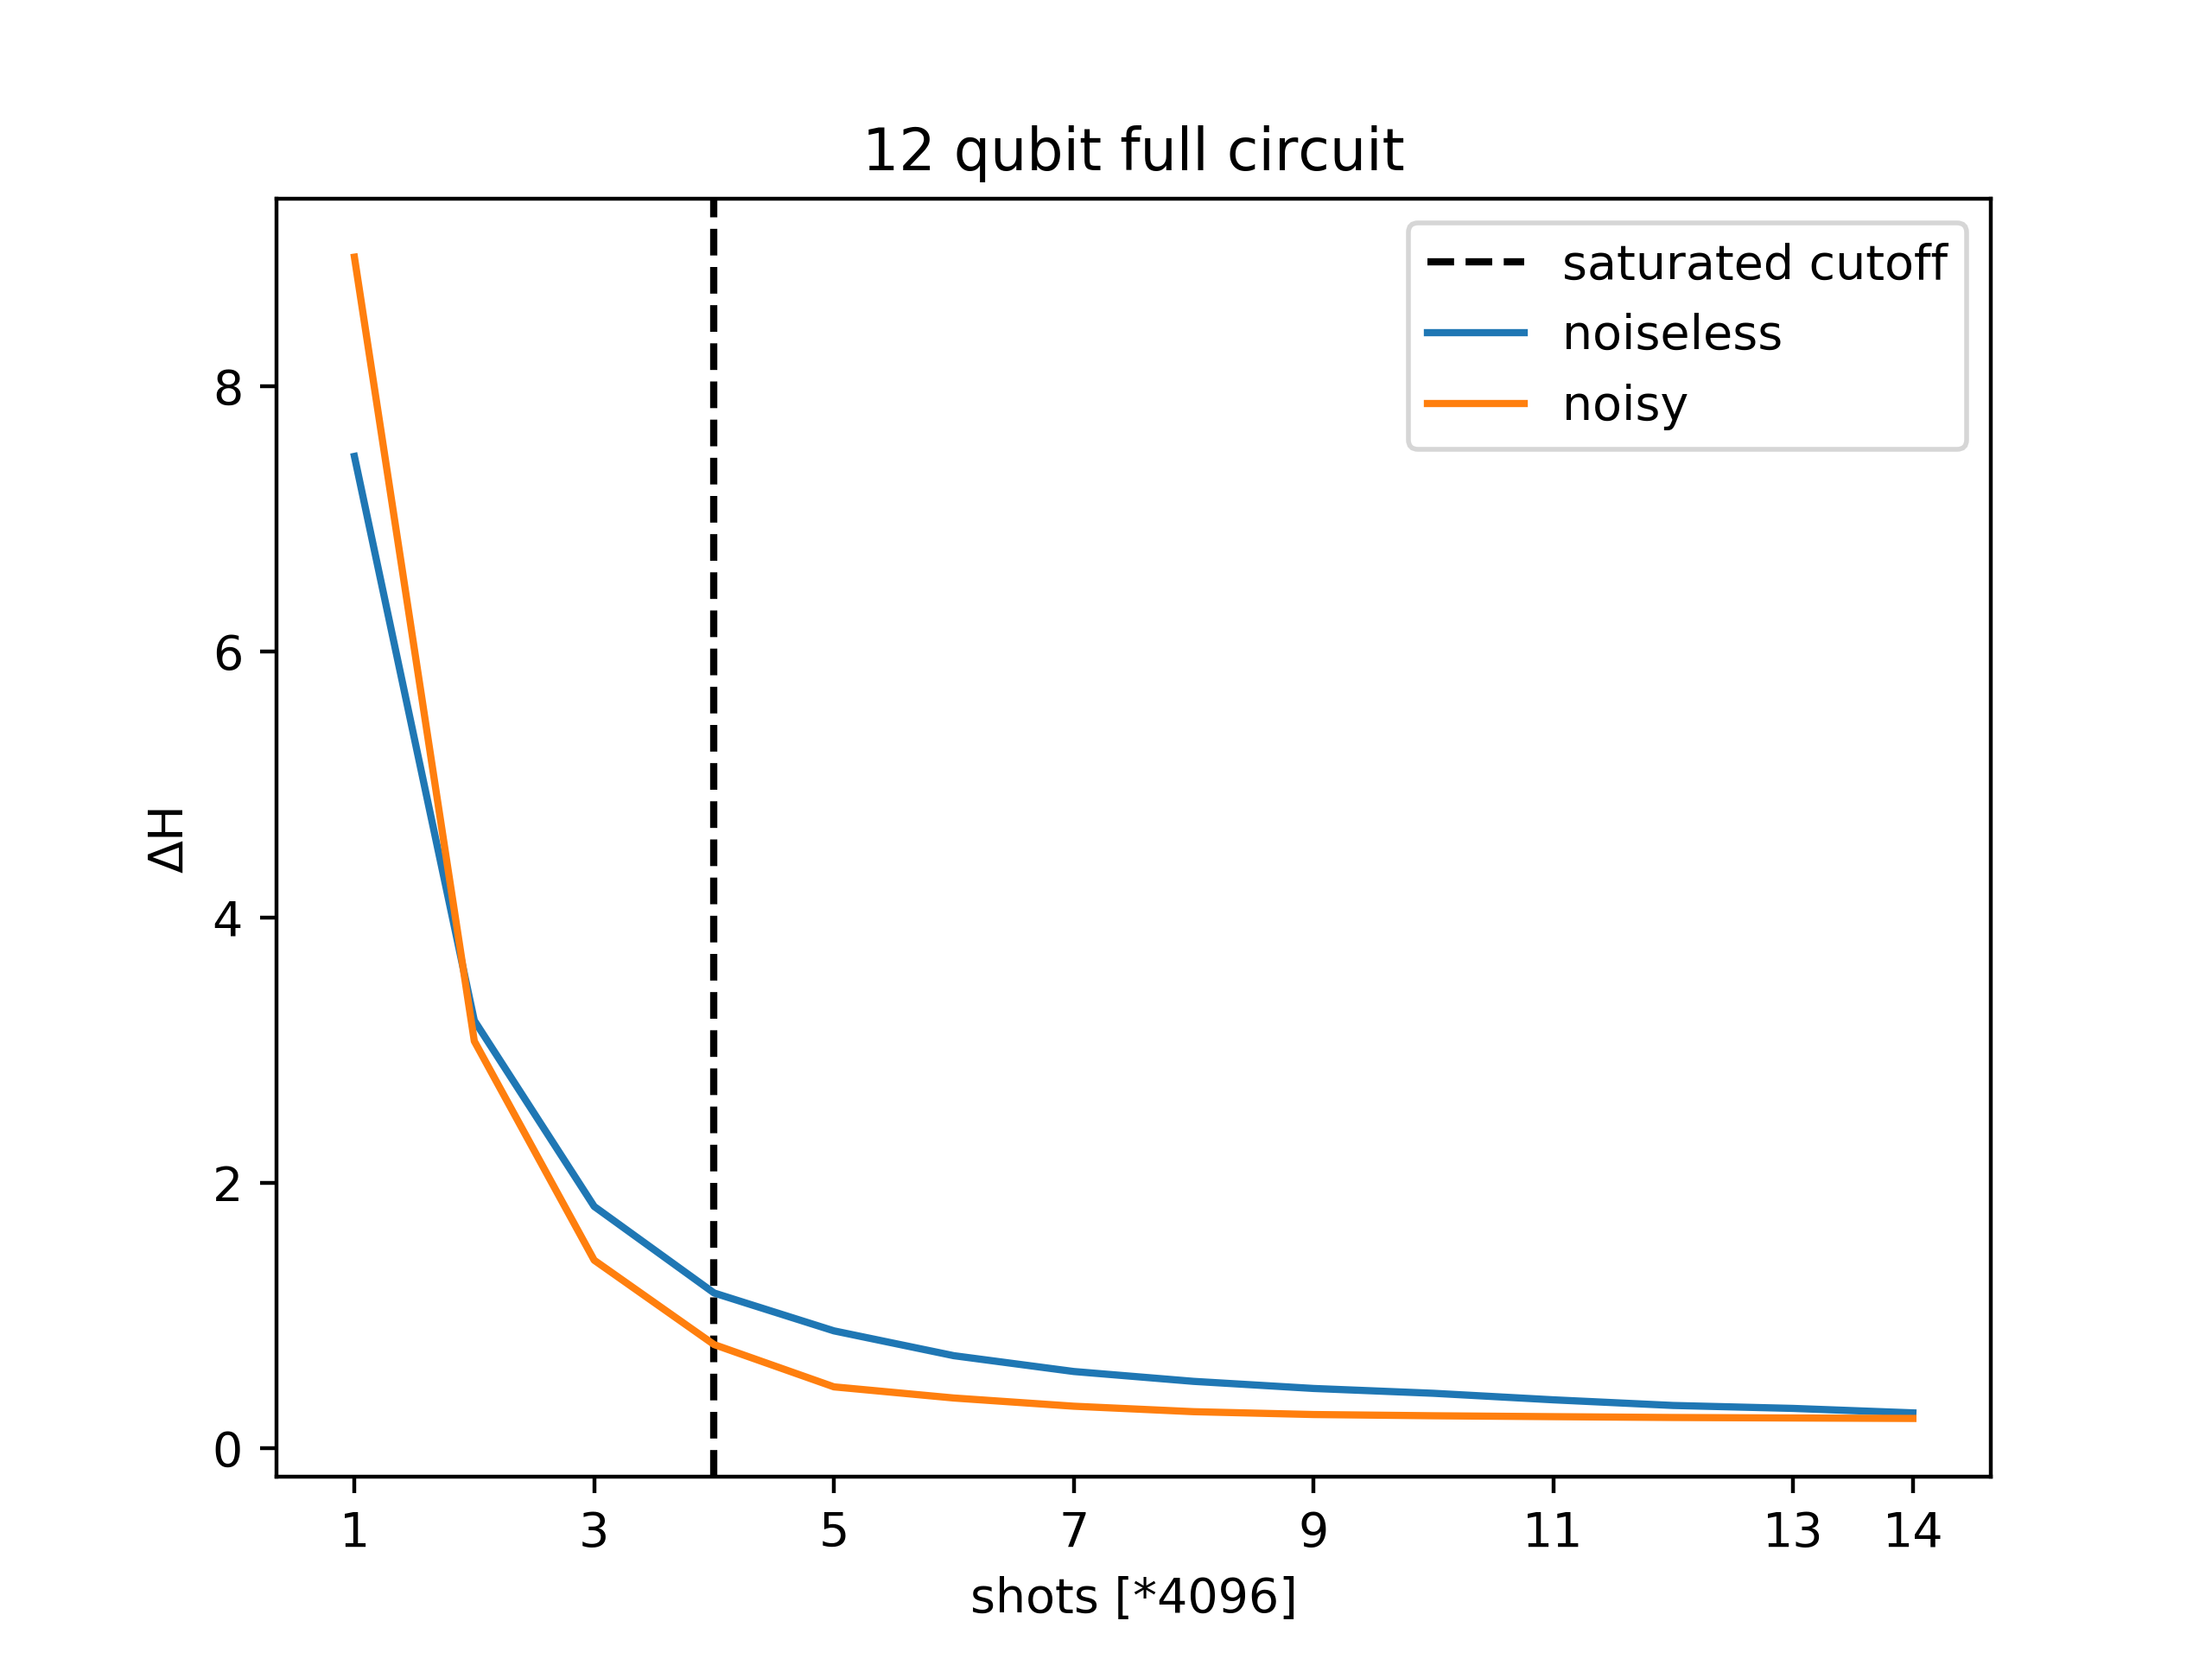 12 qubit full circuit
saturated cutoff
noiseless
noisy
8
6
4
2
0
ΔH
1 3 5 7 9 11 13 14
shots [*4096]